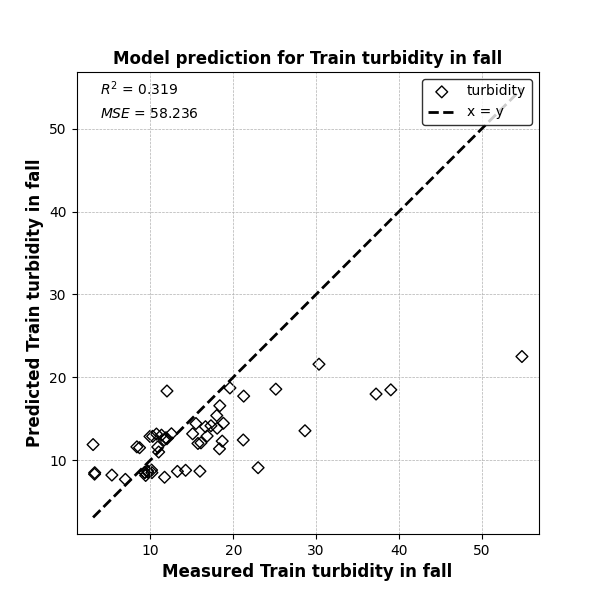 Model prediction for Train turbidity in fall
R² = 0.319
MSE = 58.236
turbidity
x = y
50
40
30
20
10
Predicted Train turbidity in fall
10 20 30 40 50
Measured Train turbidity in fall